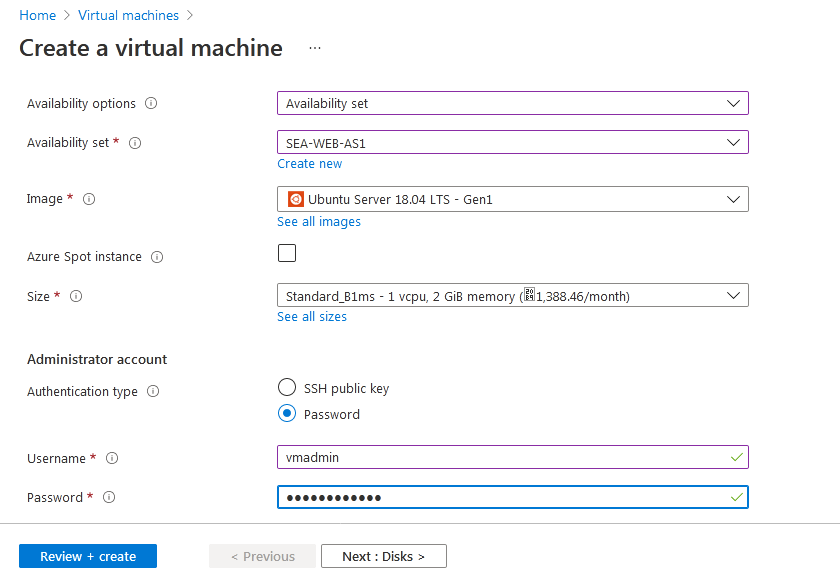 Home > Virtual machines >
Create a virtual machine ...
Availability options
Availability set
Availability set *
SEA-WEB-AS1
Create new
Image *
Ubuntu Server 18.04 LTS - Gen1
See all images
Azure Spot instance
Size *
Standard_B1ms - 1 vcpu, 2 GiB memory (1,388.46/month)
See all sizes
Administrator account
Authentication type
SSH public key
Password
Username *
vmadmin
Password *
●●●●●●●●●●●●
Review + create
< Previous
Next : Disks >